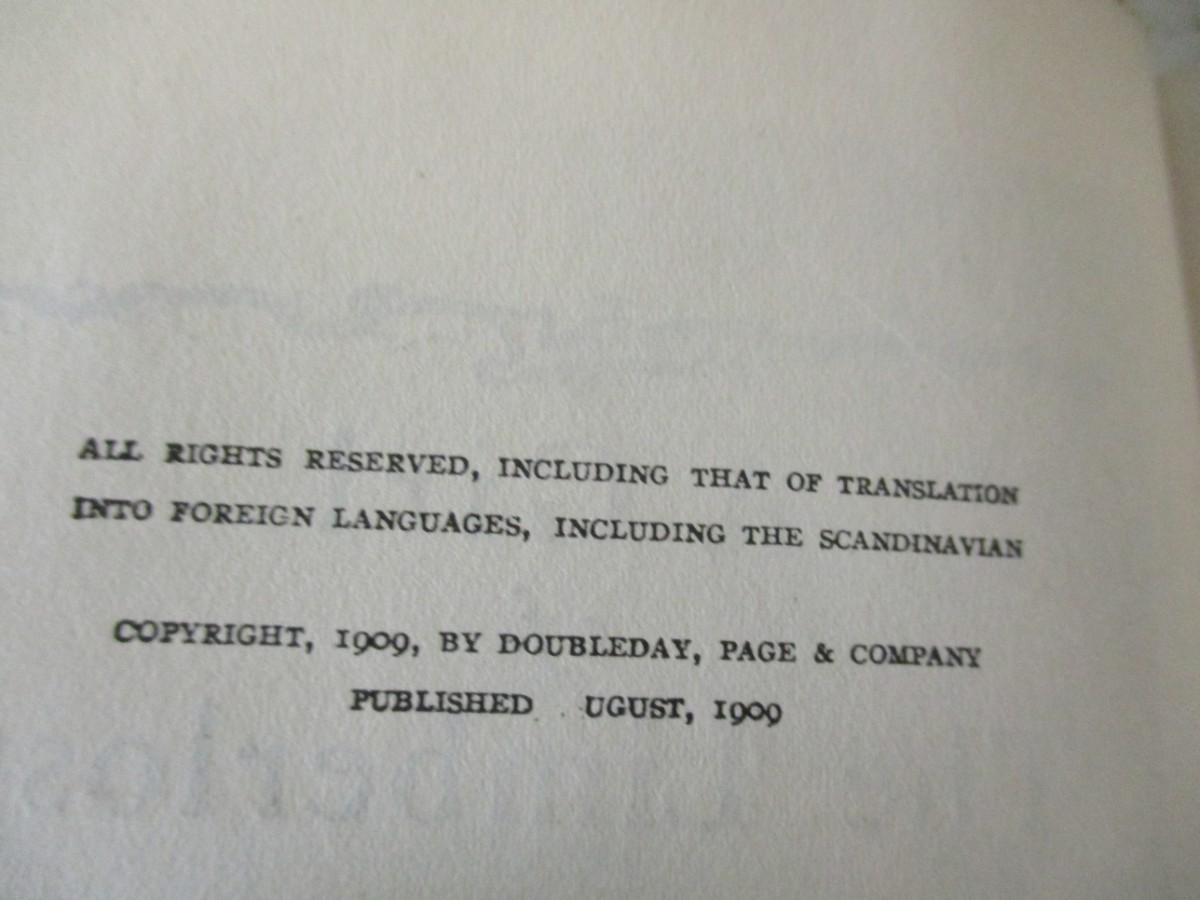 ALL RIGHTS RESERVED, INCLUDING THAT OF TRANSLATION
INTO FOREIGN LANGUAGES, INCLUDING THE SCANDINAVIAN
COPYRIGHT, 1909, BY DOUBLEDAY, PAGE & COMPANY
PUBLISHED UGUST, 1909